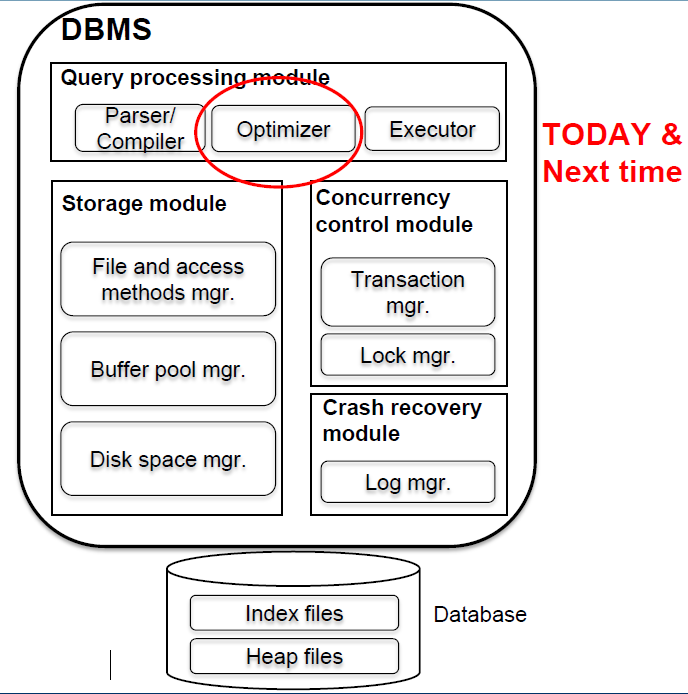 DBMS
Query processing module
Parser/
Compiler
Optimizer
Executor
TODAY &
Next time
Storage module
File and access
methods mgr.
Buffer pool mgr.
Disk space mgr.
Concurrency
control module
Transaction
mgr.
Lock mgr.
Crash recovery
module
Log mgr.
Index files
Heap files
Database